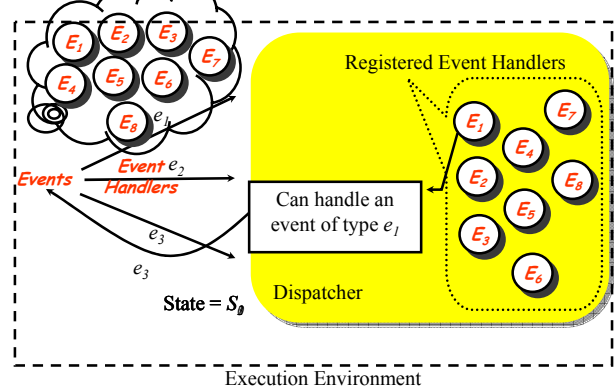 E1
E2
E3
E4
E5
E6
E7
E8
Registered Event Handlers
E1
E7
E4
E2
E8
E5
E3
E6
e1
Events
Event
Handlers
e2
Can handle an
event of type e1
e3
e3
Dispatcher
State =
Execution Environment